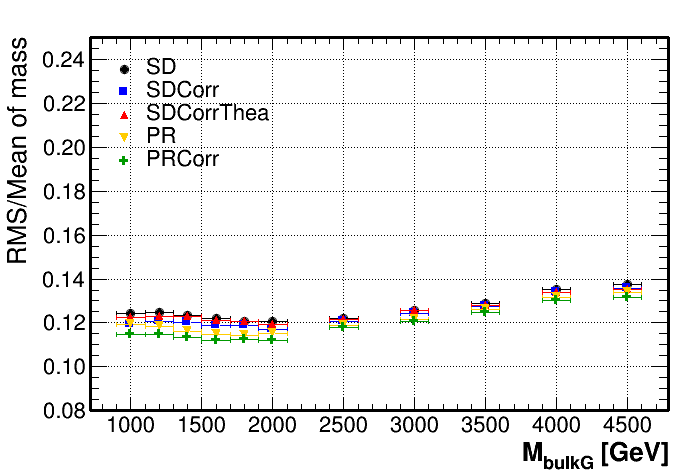 RMS/Mean of mass
0.24
0.22
0.20
0.18
0.16
0.14
0.12
0.10
0.08
SD
SDCorr
SDCorrThea
PR
PRCorr
1000 1500 2000 2500 3000 3500 4000 4500
M_bulkG [GeV]